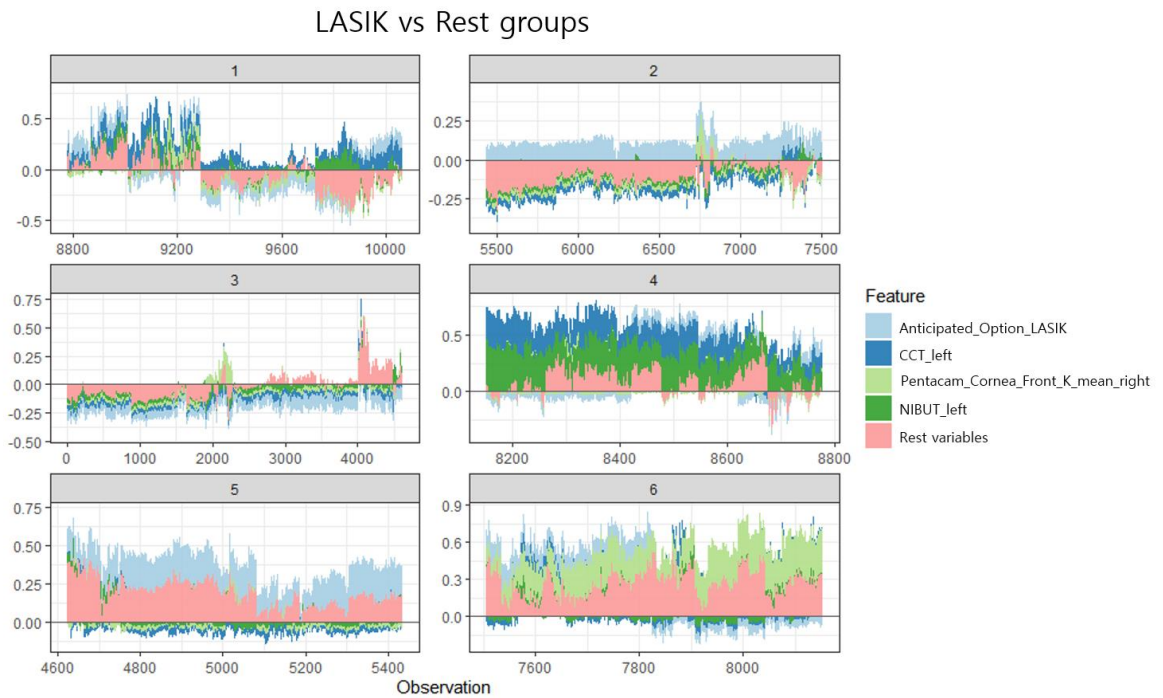 LASIK vs Rest groups
1
0.5
0.0
-0.5
8800 9200 9600 10000
2
0.25
0.00
-0.25
5500 6000 6500 7000 7500
3
0.75
0.50
0.25
0.00
-0.25
-0.50
0 1000 2000 3000 4000
4
0.5
0.0
8200 8400 8600 8800
5
0.75
0.50
0.25
0.00
4600 4800 5000 5200 5400
6
0.9
0.6
0.3
0.0
7600 7800 8000
Observation
Feature
Anticipated_Option_LASIK
CCT_left
Pentacam_Cornea_Front_K_mean_right
NIBUT_left
Rest variables